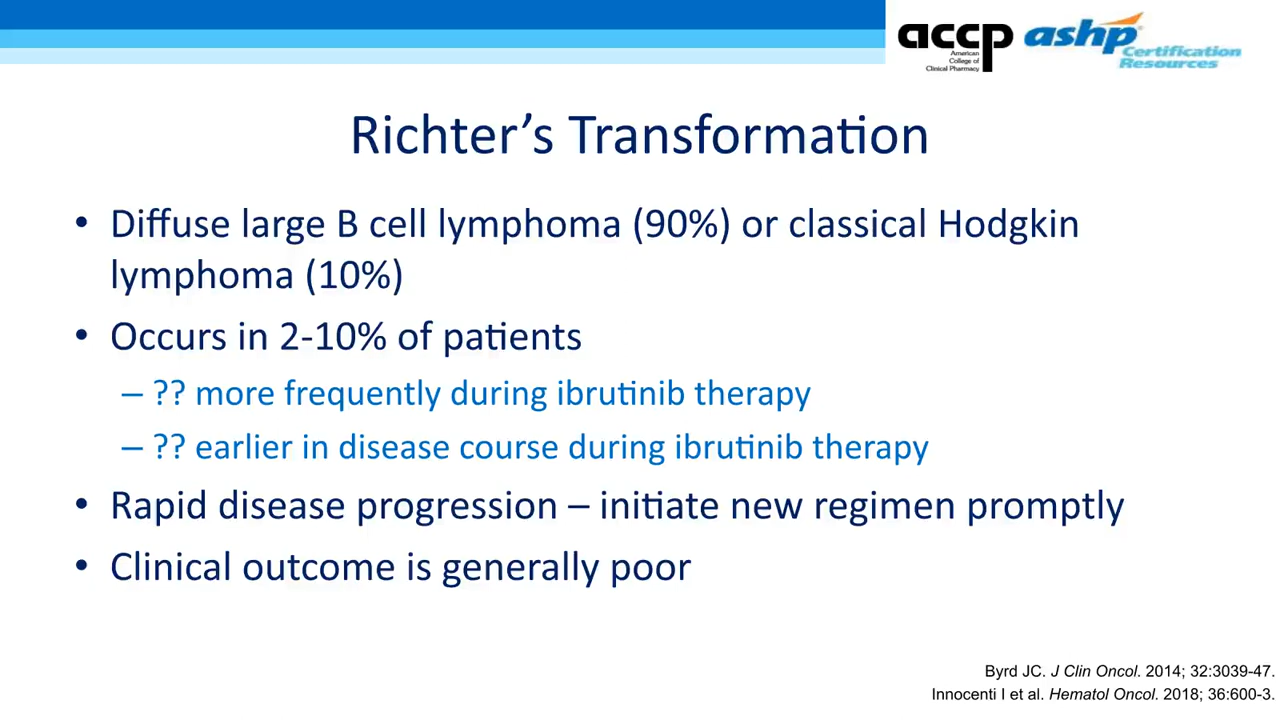 accp
American
College of
Clinical Pharmacy
ashp
Certification
Resources
Richter’s Transformation
• Diffuse large B cell lymphoma (90%) or classical Hodgkin
lymphoma (10%)
• Occurs in 2-10% of patients
– ?? more frequently during ibrutinib therapy
– ?? earlier in disease course during ibrutinib therapy
• Rapid disease progression – initiate new regimen promptly
• Clinical outcome is generally poor
Byrd JC. J Clin Oncol. 2014; 32:3039-47.
Innocenti I et al. Hematol Oncol. 2018; 36:600-3.